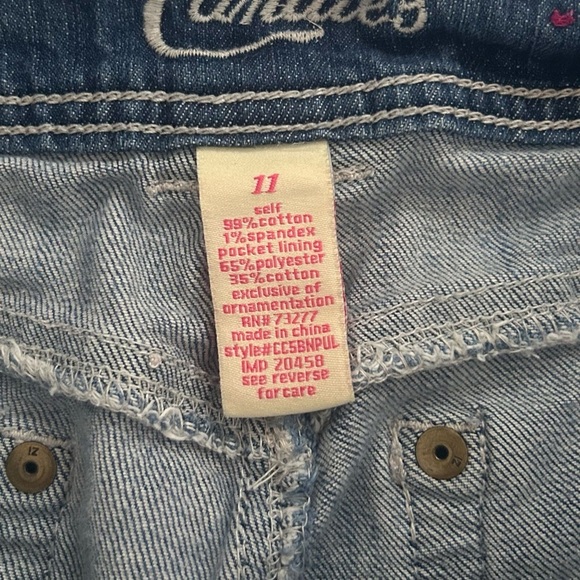 Candie's
11
self
99%cotton
1%spandex
pocket lining
65%polyester
35%cotton
exclusive of
ornamentation
RN# 73277
made in china
style#CC5BNPUL
IMP 20458
see reverse
for care